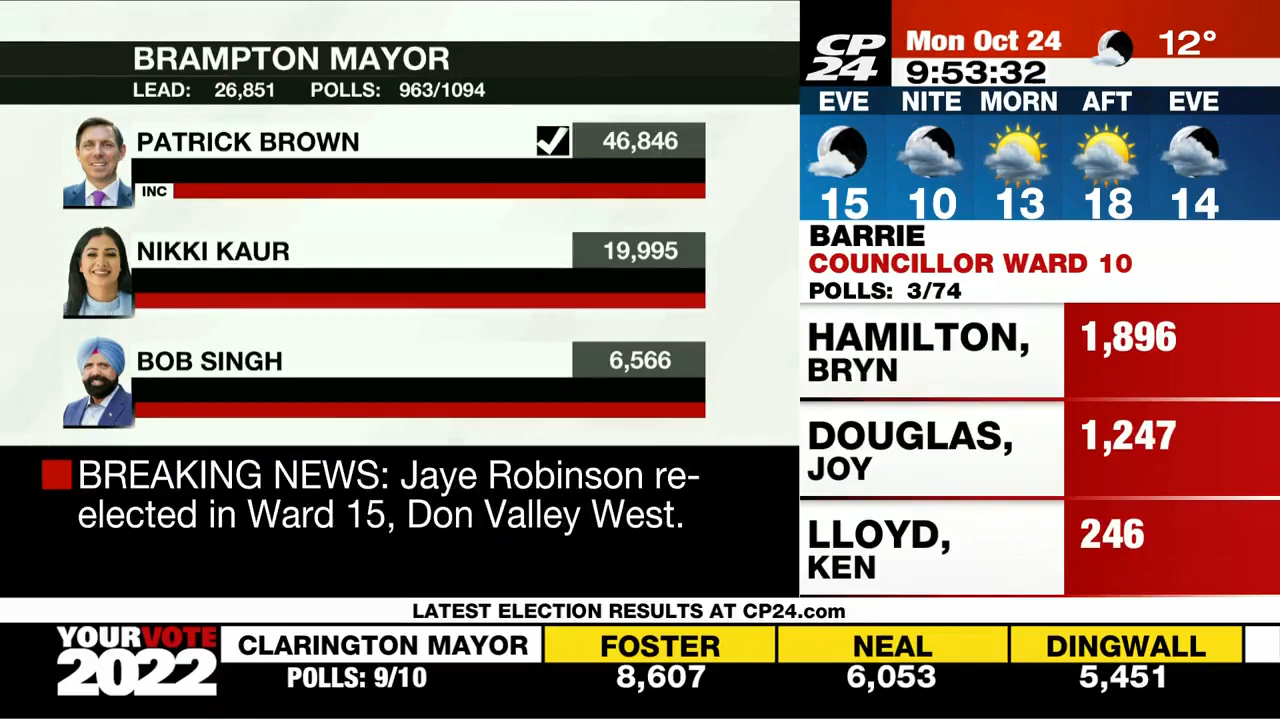 BRAMPTON MAYOR
LEAD: 26,851 POLLS: 963/1094
PATRICK BROWN 46,846
INC
NIKKI KAUR 19,995
BOB SINGH 6,566
BREAKING NEWS: Jaye Robinson re-
elected in Ward 15, Don Valley West.
CP
24
Mon Oct 24 12°
9:53:32
EVE NITE MORN AFT EVE
15 10 13 18 14
BARRIE
COUNCILLOR WARD 10
POLLS: 3/74
HAMILTON, 1,896
BRYN
DOUGLAS, 1,247
JOY
LLOYD, 246
KEN
LATEST ELECTION RESULTS AT CP24.com
YOURVOTE
2022
CLARINGTON MAYOR FOSTER NEAL DINGWALL
POLLS: 9/10 8,607 6,053 5,451